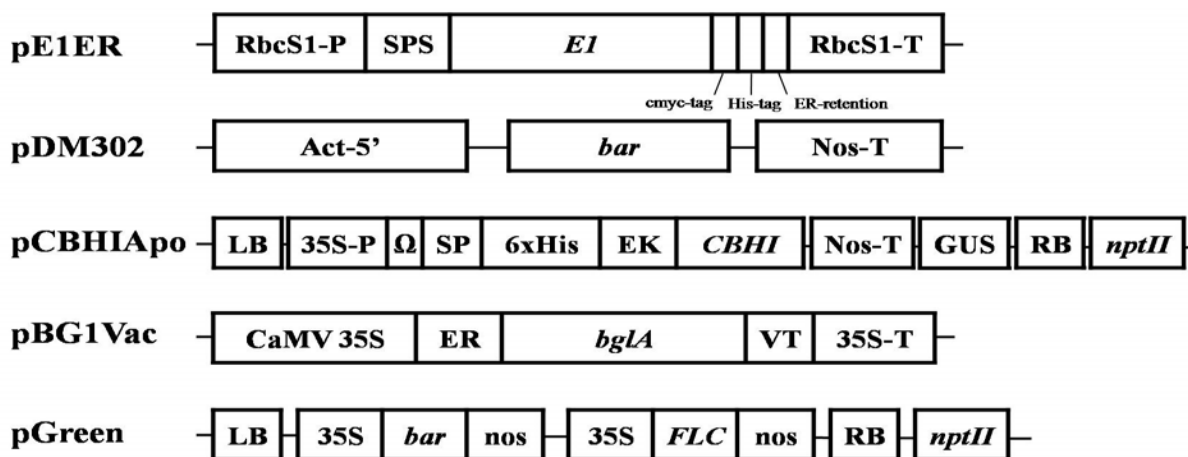 pE1ER RbcS1-P SPS E1 RbcS1-T
cmyc-tag His-tag ER-retention
pDM302 Act-5' bar Nos-T
pCBHIApo LB 35S-P Ω SP 6xHis EK CBHI Nos-T GUS RB nptII
pBG1Vac CaMV 35S ER bglA VT 35S-T
pGreen LB 35S bar nos 35S FLC nos RB nptII